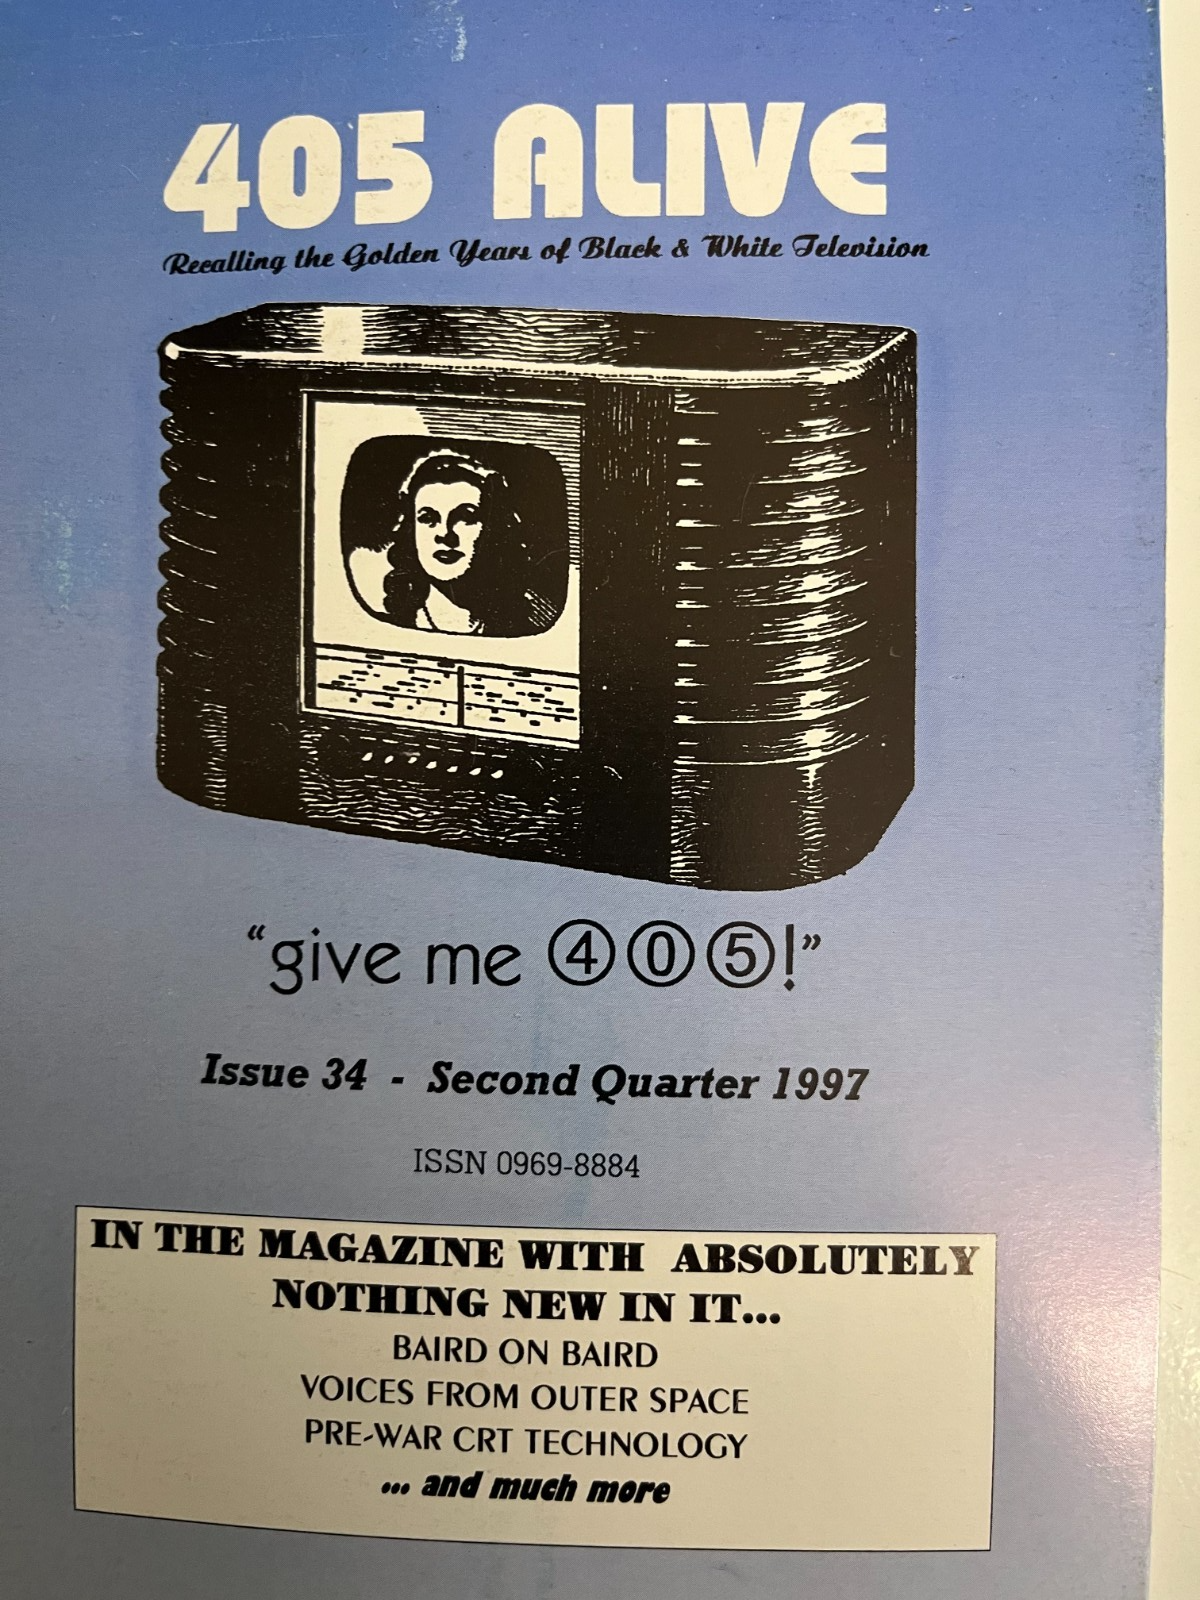 405 ALIVE
Recalling the Golden Years of Black & White Television
“give me ④⓪⑤!”
Issue 34 - Second Quarter 1997
ISSN 0969-8884
IN THE MAGAZINE WITH ABSOLUTELY
NOTHING NEW IN IT...
BAIRD ON BAIRD
VOICES FROM OUTER SPACE
PRE-WAR CRT TECHNOLOGY
... and much more